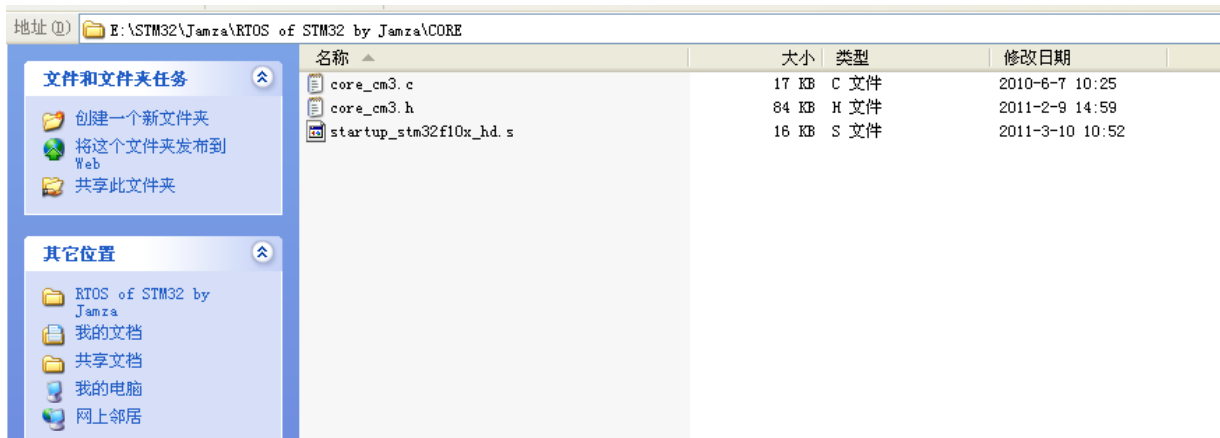 地址(D) E:\STM32\Jamza\RTOS of STM32 by Jamza\CORE
名称 大小 类型 修改日期
core_cm3.c 17 KB C 文件 2010-6-7 10:25
core_cm3.h 84 KB H 文件 2011-2-9 14:59
startup_stm32f10x_hd.s 16 KB S 文件 2011-3-10 10:52
文件和文件夹任务
创建一个新文件夹
将这个文件夹发布到
Web
共享此文件夹
其它位置
RTOS of STM32 by
Jamza
我的文档
共享文档
我的电脑
网上邻居